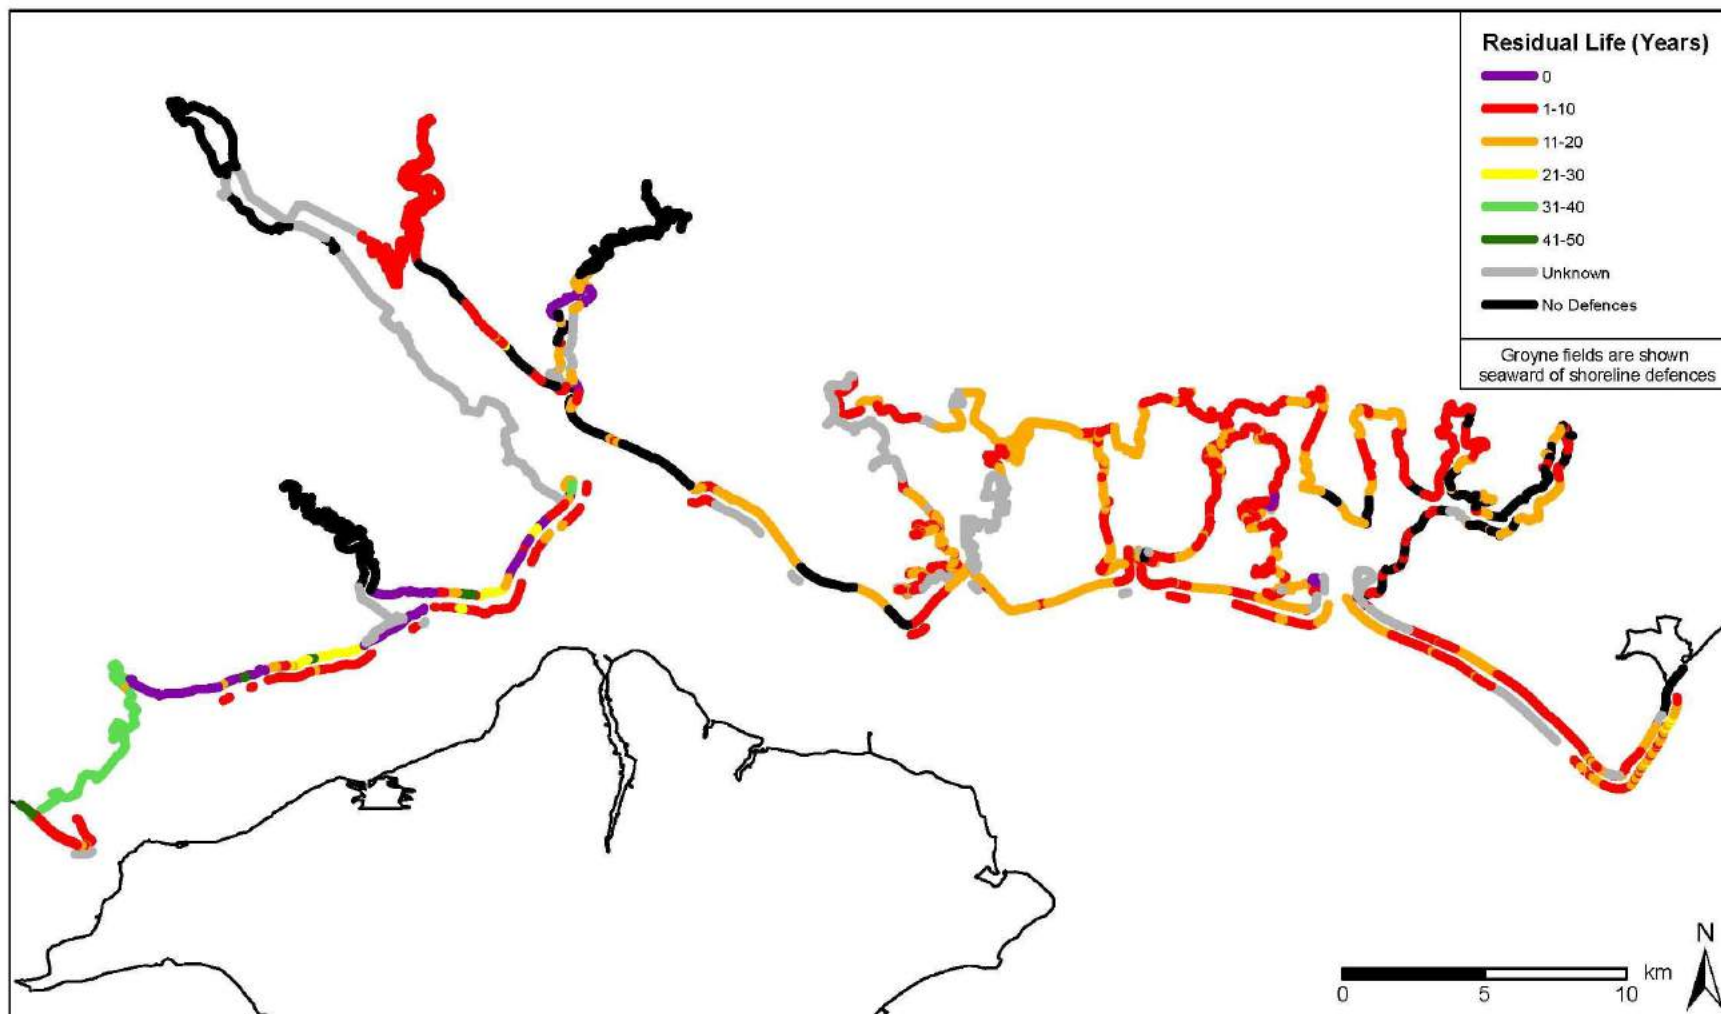 Residual Life (Years)
0
1-10
11-20
21-30
31-40
41-50
Unknown
No Defences
Groyne fields are shown
seaward of shoreline defences
N
km
0 5 10